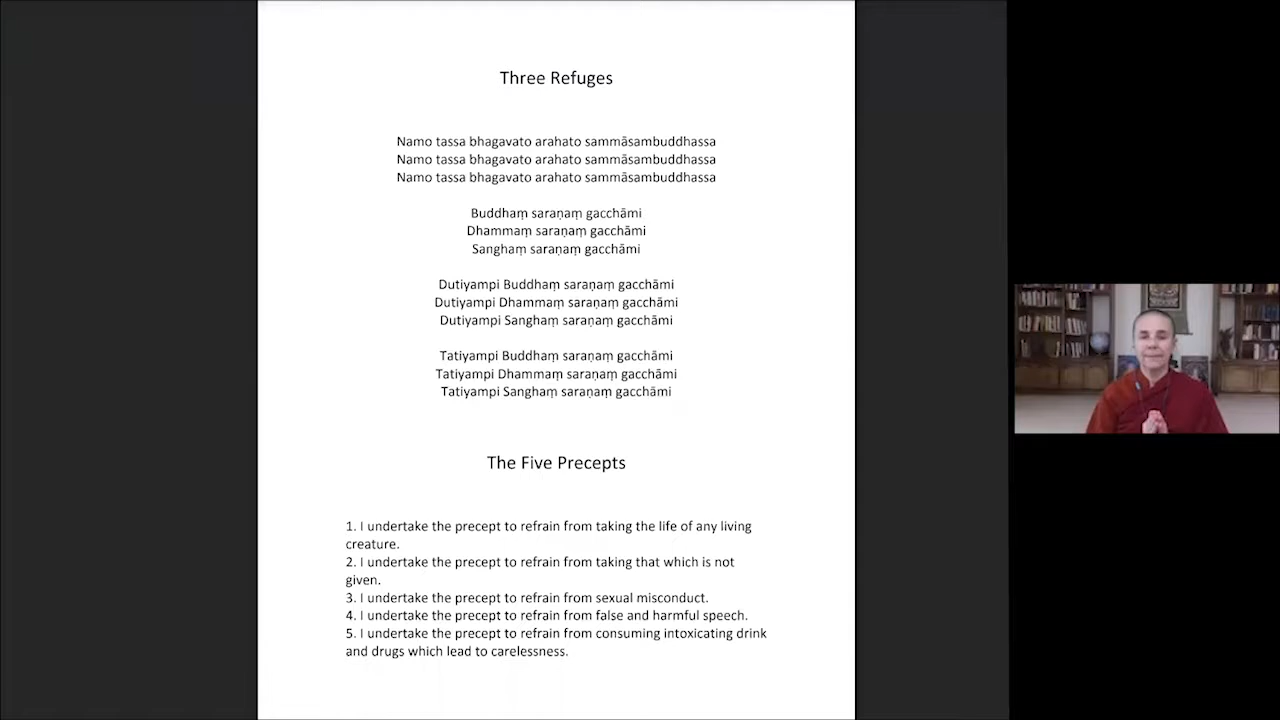 Three Refuges
Namo tassa bhagavato arahato sammāsambuddhassa
Namo tassa bhagavato arahato sammāsambuddhassa
Namo tassa bhagavato arahato sammāsambuddhassa
Buddhaṃ saraṇaṃ gacchāmi
Dhammaṃ saraṇaṃ gacchāmi
Sanghaṃ saraṇaṃ gacchāmi
Dutiyampi Buddhaṃ saraṇaṃ gacchāmi
Dutiyampi Dhammaṃ saraṇaṃ gacchāmi
Dutiyampi Sanghaṃ saraṇaṃ gacchāmi
Tatiyampi Buddhaṃ saraṇaṃ gacchāmi
Tatiyampi Dhammaṃ saraṇaṃ gacchāmi
Tatiyampi Sanghaṃ saraṇaṃ gacchāmi
The Five Precepts
1. I undertake the precept to refrain from taking the life of any living
creature.
2. I undertake the precept to refrain from taking that which is not
given.
3. I undertake the precept to refrain from sexual misconduct.
4. I undertake the precept to refrain from false and harmful speech.
5. I undertake the precept to refrain from consuming intoxicating drink
and drugs which lead to carelessness.